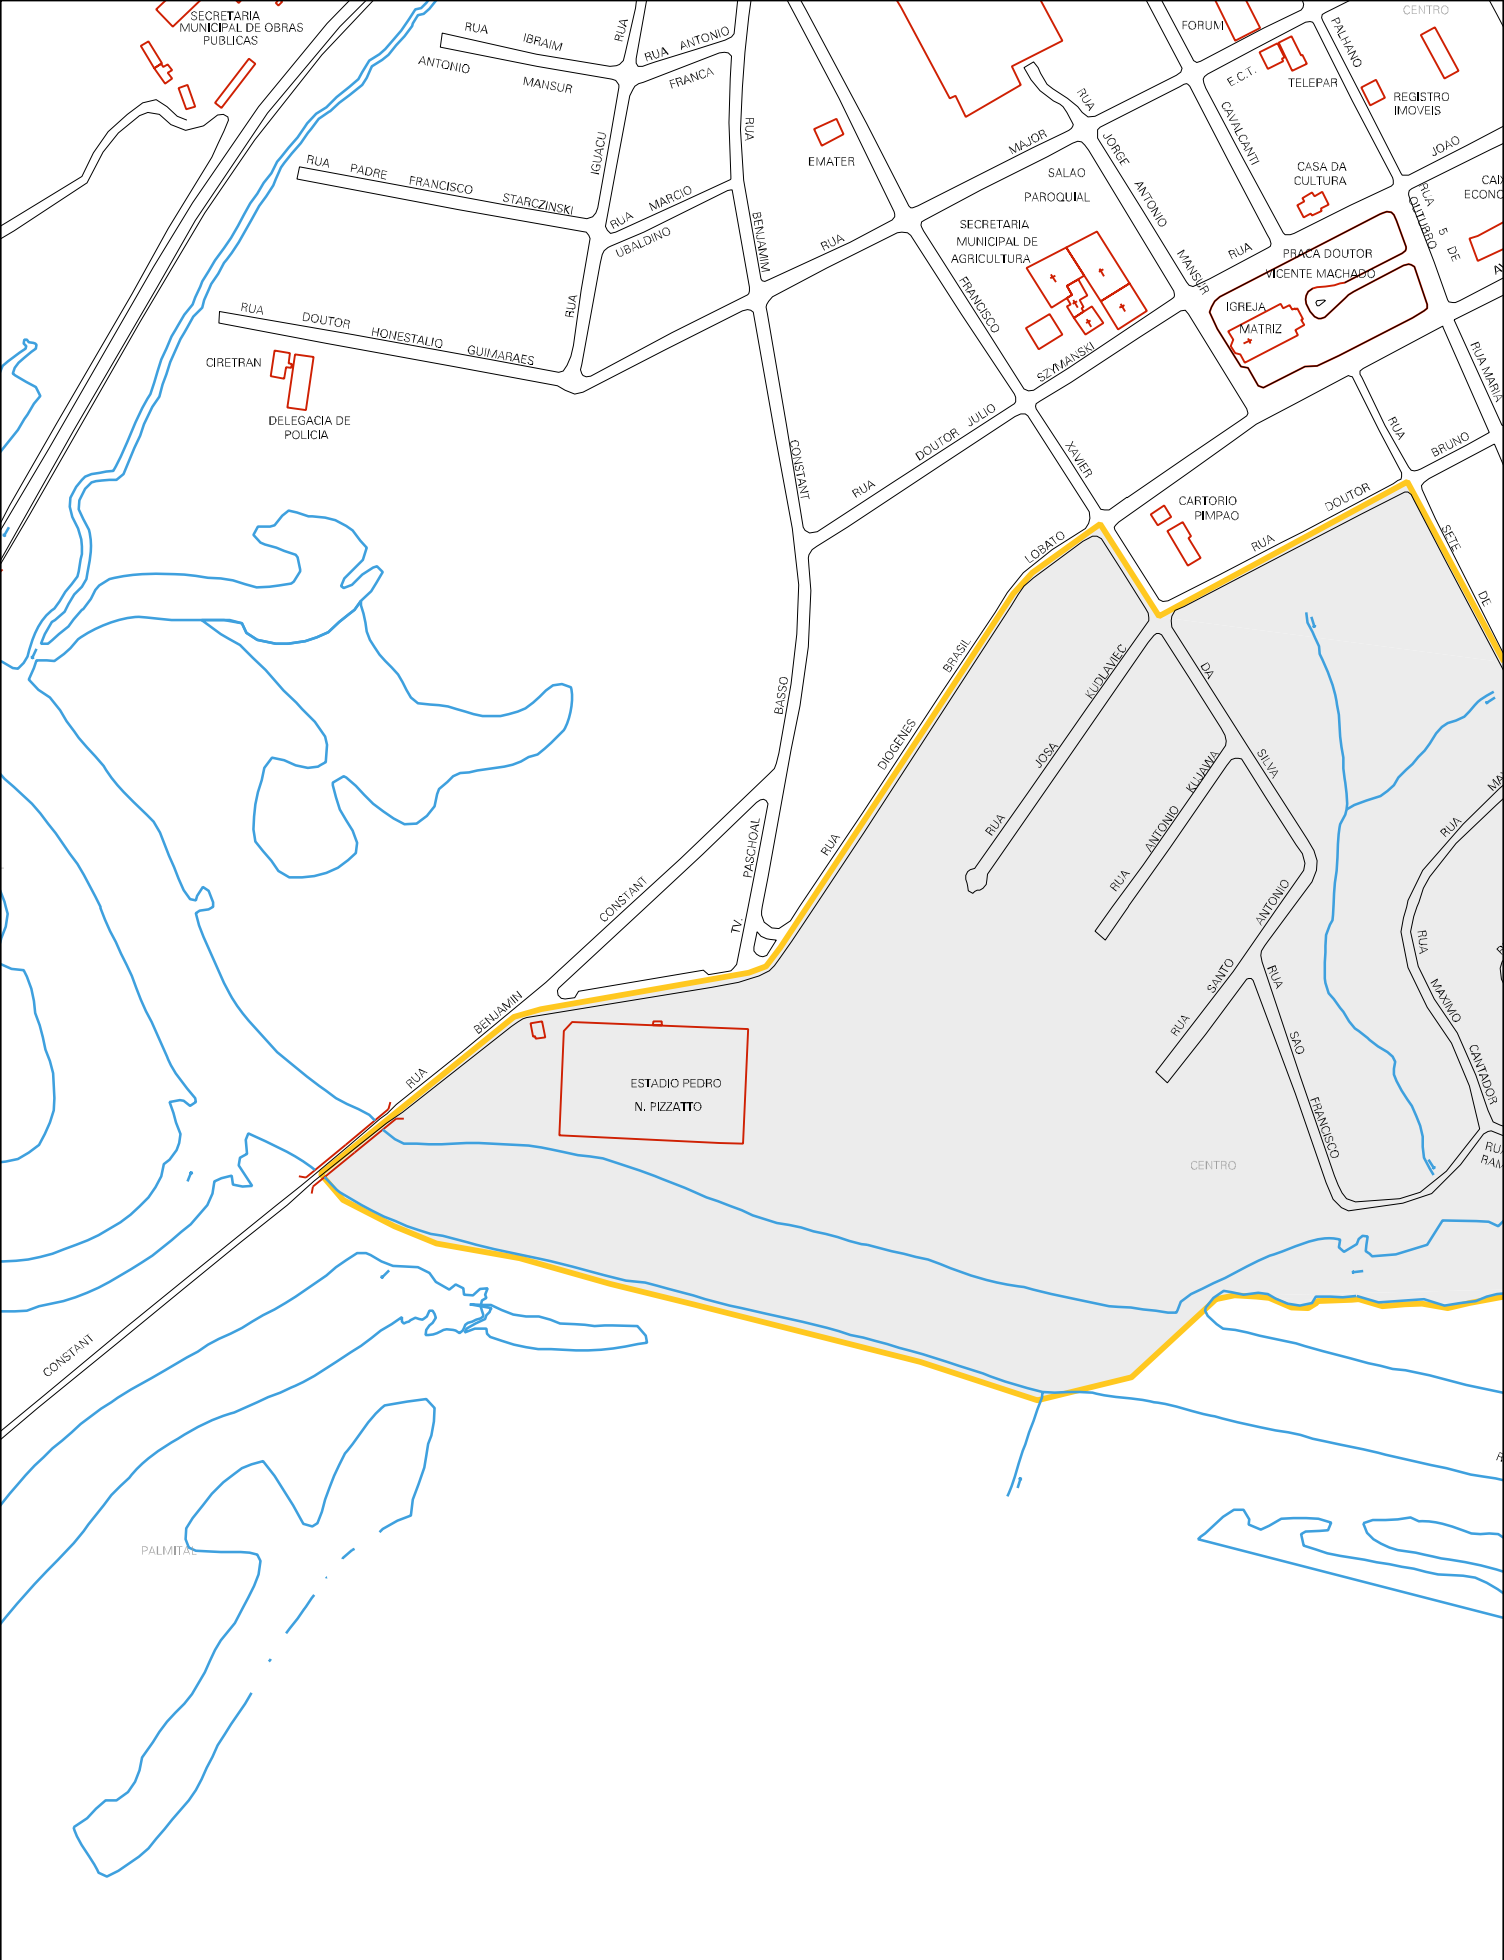 SECRETARIA
MUNICIPAL DE OBRAS
PUBLICAS
RUA IBRAIM
ANTONIO MANSUR
RUA
RUA ANTONIO
FRANCA
FORUM
PALHANO
CENTRO
E.C.T.
TELEPAR
REGISTRO
IMOVEIS
RUA
EMATER
RUA
MAJOR
JORGE
ANTONIO
MANSUR
CAVALCANTI
JOAO
CASA DA
CULTURA
RUA 5 DE
OUTUBRO
RUA PADRE FRANCISCO STARCZINSKI
IGUACU
RUA MARCIO
UBALDINO
BENJAMIM
RUA
SALAO
PAROQUIAL
SECRETARIA
MUNICIPAL DE
AGRICULTURA
FRANCISCO
RUA
PRACA DOUTOR
VICENTE MACHADO
IGREJA
MATRIZ
RUA DOUTOR HONESTALIO GUIMARAES
RUA
CIRETRAN
DELEGACIA DE
POLICIA
RUA DOUTOR JULIO
SZYMANSKI
RUA MARIA
CONSTANT
XAVIER
RUA
BRUNO
CARTORIO
PIMPAO
RUA DOUTOR
SETE
DE
RUA DIOGENES BRASIL LOBATO
BASSO
DA
SILVA
RUA JOSA KUDLAVIEC
RUA ANTONIO KUJAWA
RUA
TV. PASCHOAL
RUA SANTO ANTONIO
RUA
SAO
FRANCISCO
RUA
MAXIMO
CANTADOR
CONSTANT
BENJAMIN
RUA
ESTADIO PEDRO
N. PIZZATTO
CENTRO
CONSTANT
PALMITAL